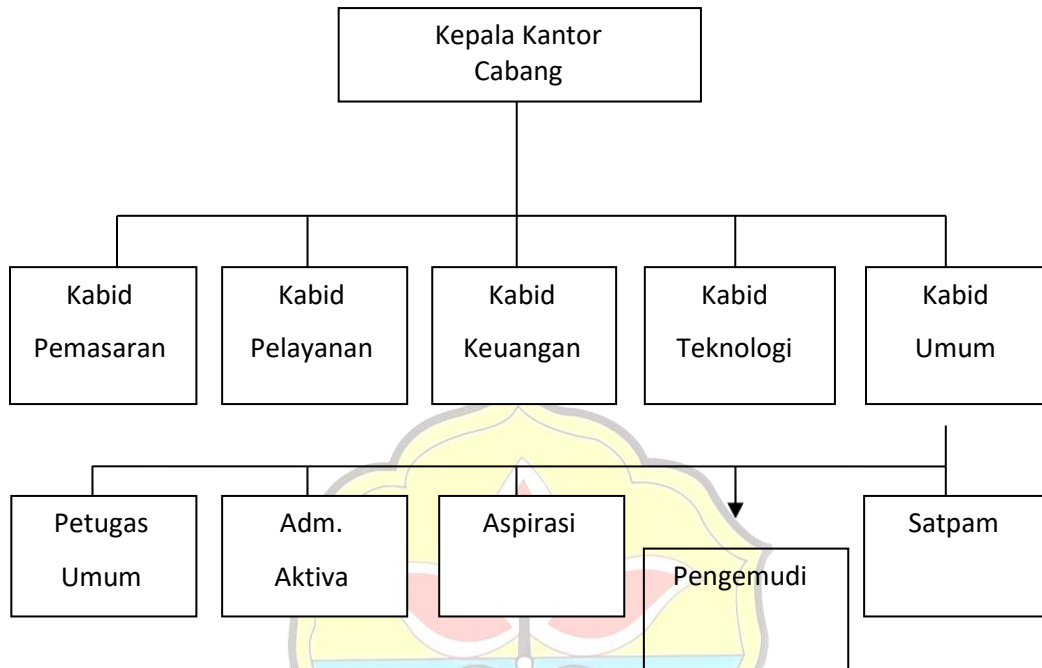 Kepala Kantor
Cabang
Kabid
Pemasaran
Kabid
Pelayanan
Kabid
Keuangan
Kabid
Teknologi
Kabid
Umum
Petugas
Umum
Adm.
Aktiva
Aspirasi
Pengemudi
Satpam